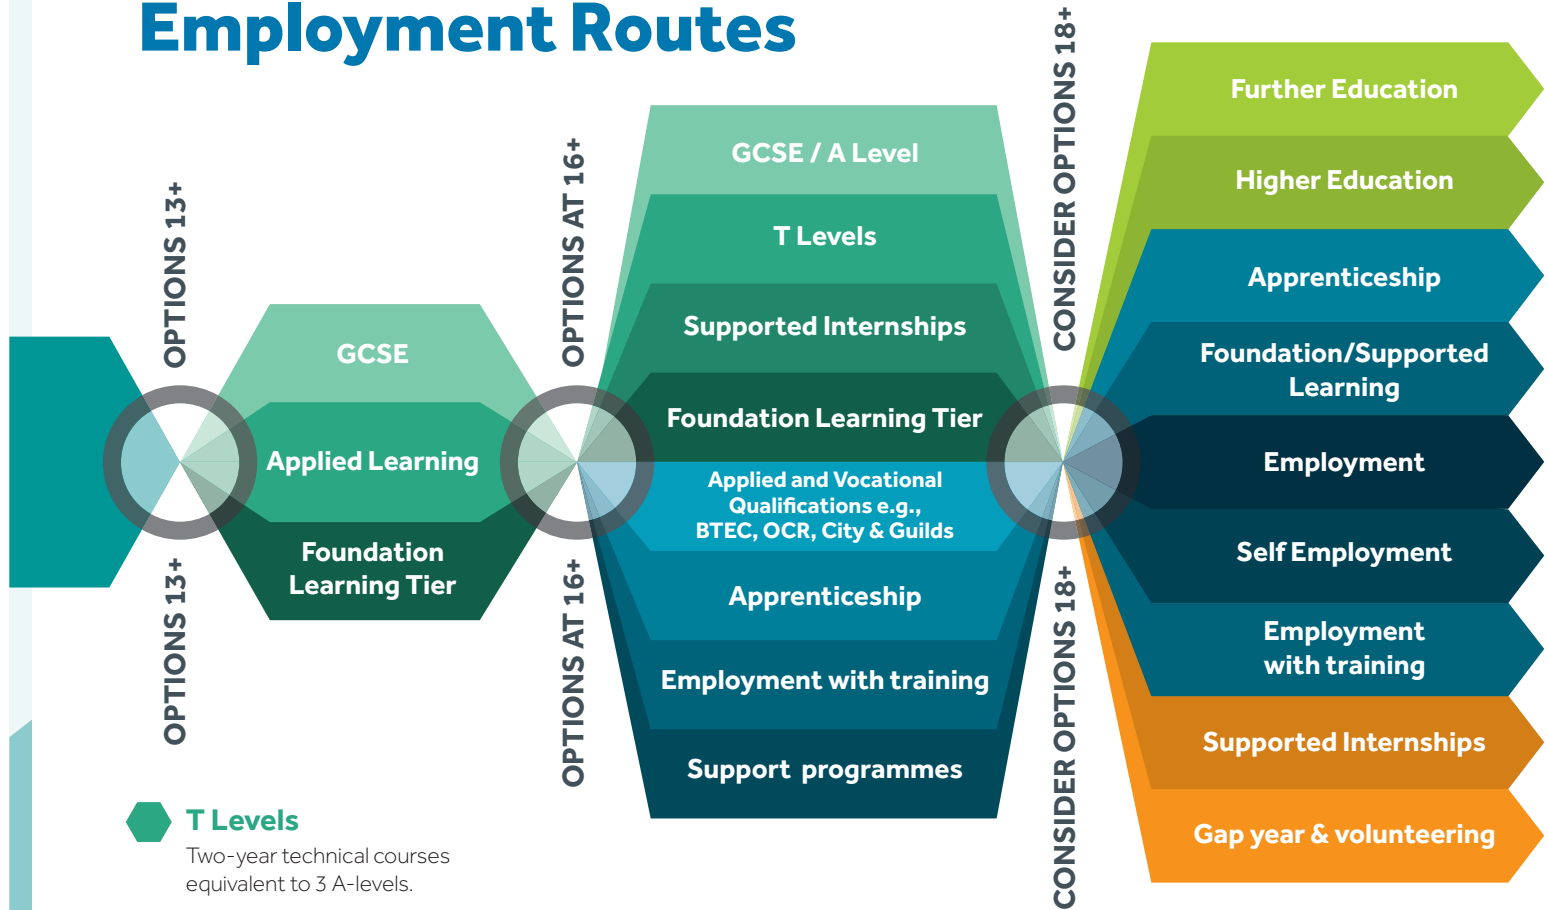 Employment Routes
OPTIONS 13+
OPTIONS 13+
GCSE
Applied Learning
Foundation
Learning Tier
OPTIONS AT 16+
OPTIONS AT 16+
GCSE / A Level
T Levels
Supported Internships
Foundation Learning Tier
Applied and Vocational
Qualifications e.g.,
BTEC, OCR, City & Guilds
Apprenticeship
Employment with training
Support programmes
CONSIDER OPTIONS 18+
CONSIDER OPTIONS 18+
Further Education
Higher Education
Apprenticeship
Foundation/Supported
Learning
Employment
Self Employment
Employment
with training
Supported Internships
Gap year & volunteering
T Levels
Two-year technical courses
equivalent to 3 A-levels.